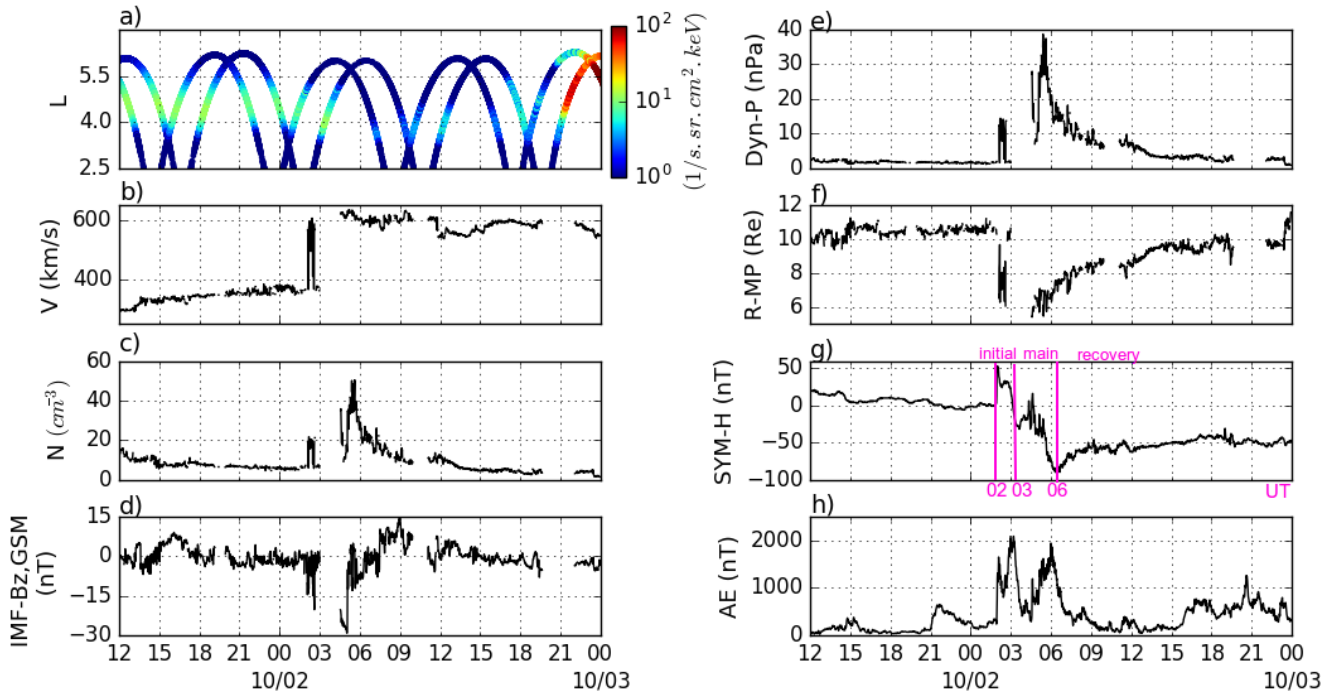 a)
5.5
4.0
2.5
L
10²
10¹
10⁰
(1/s.sr.cm².keV)
b)
600
400
V (km/s)
c)
60
40
20
0
N (cm⁻³)
d)
15
0
−15
−30
IMF-Bz,GSM
(nT)
12 15 18 21 00 03 06 09 12 15 18 21 00
10/02 10/03
e)
40
30
20
10
0
Dyn-P (nPa)
f)
12
10
8
6
R-MP (Re)
g)
initial main recovery
50
0
−50
−100
SYM-H (nT)
02 03 06 UT
h)
2000
1000
0
AE (nT)
12 15 18 21 00 03 06 09 12 15 18 21 00
10/02 10/03